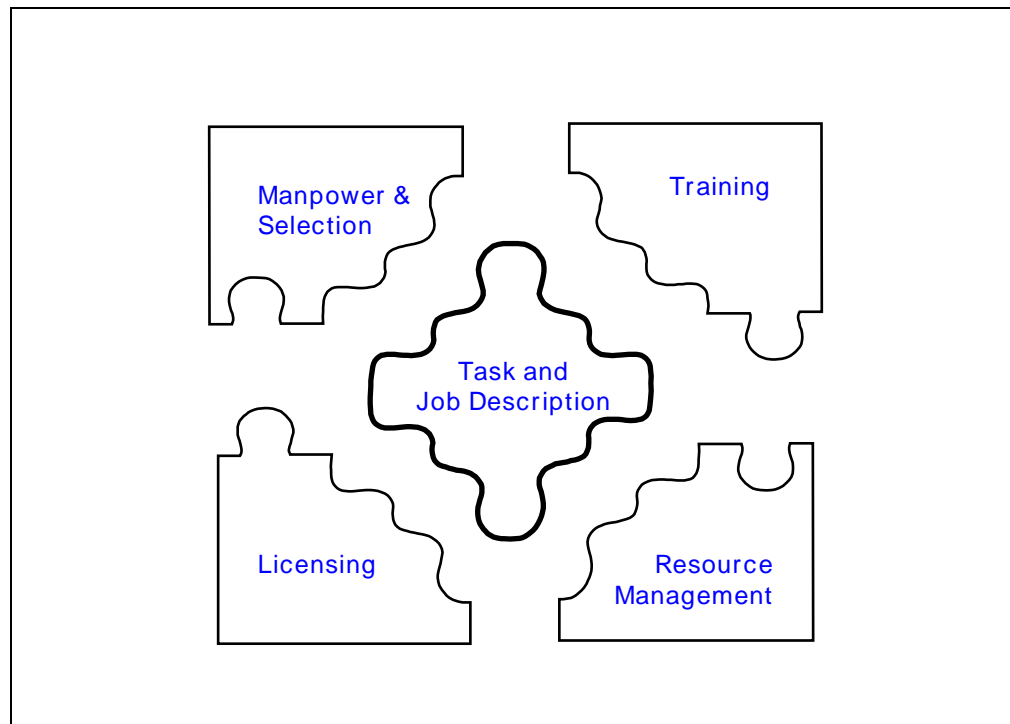 Manpower &
Selection
Training
Task and
Job Description
Licensing
Resource
Management